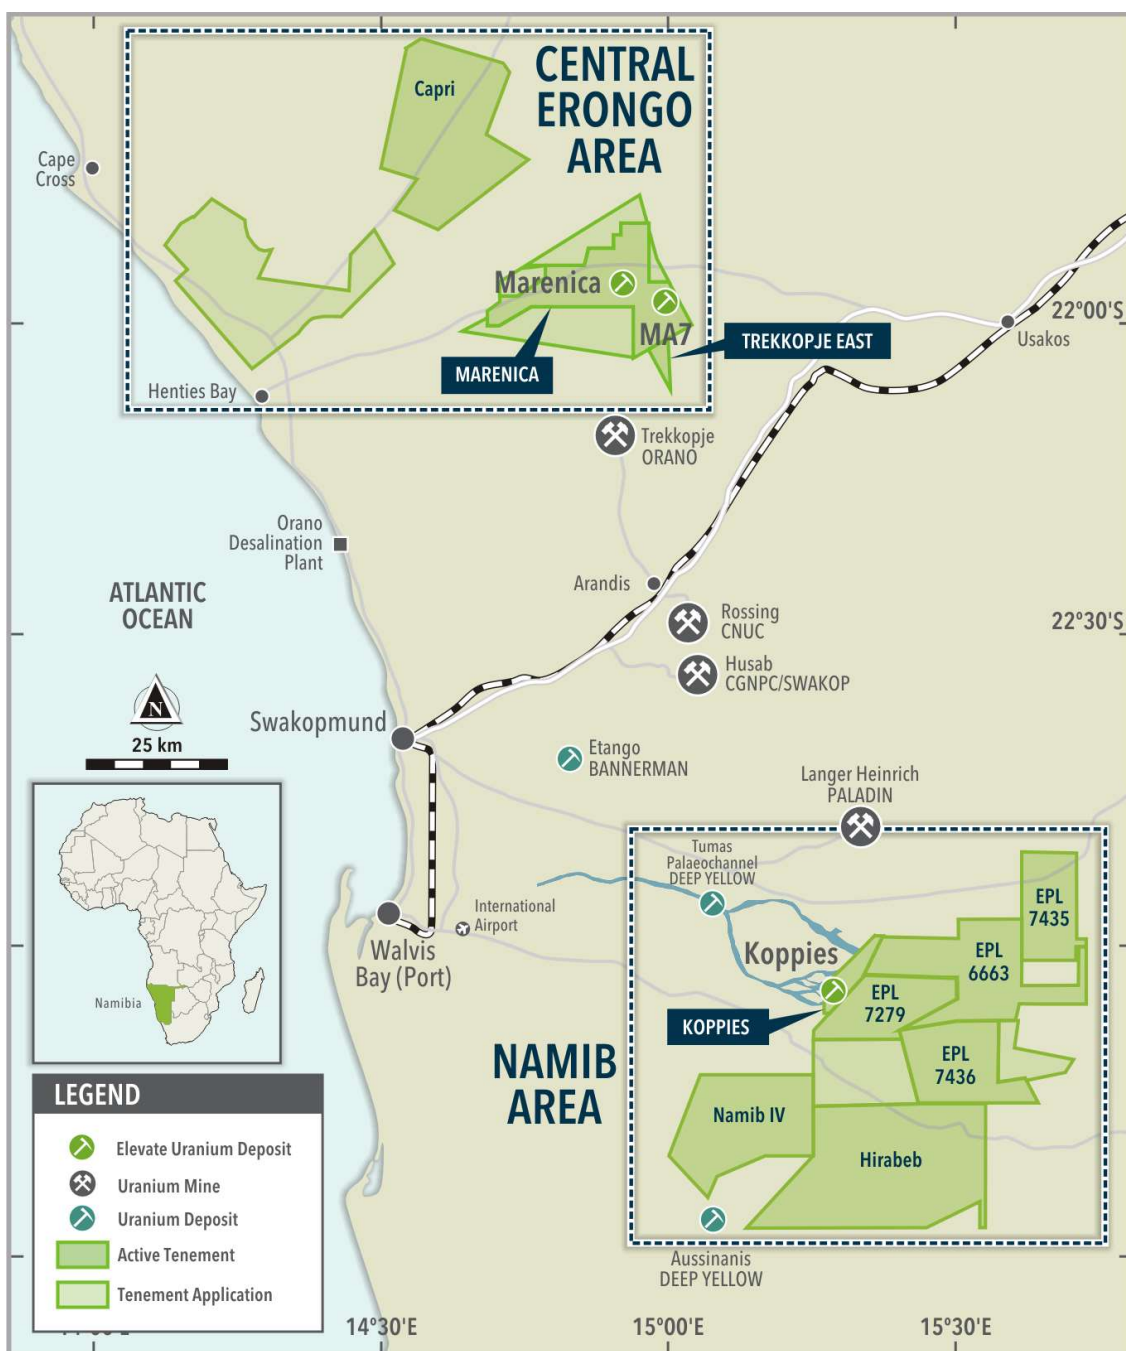 CENTRAL
ERONGO
AREA
Capri
Cape
Cross
Marenica
MA7
MARENICA
TREKKOPJE EAST
22°00'S
Usakos
Henties Bay
Trekkopje
ORANO
Orano
Desalination
Plant
ATLANTIC
OCEAN
Arandis
Rossing
CNUC
22°30'S
Husab
CGNPC/SWAKOP
N
25 km
Swakopmund
Etango
BANNERMAN
Langer Heinrich
PALADIN
Tumas
Palaeochannel
DEEP YELLOW
International
Airport
Walvis
Bay (Port)
Namibia
Koppies
KOPPIES
EPL
7435
EPL
6663
EPL
7279
EPL
7436
NAMIB
AREA
Namib IV
Hirabeb
Aussinanis
DEEP YELLOW
LEGEND
Elevate Uranium Deposit
Uranium Mine
Uranium Deposit
Active Tenement
Tenement Application
14°30'E
15°00'E
15°30'E